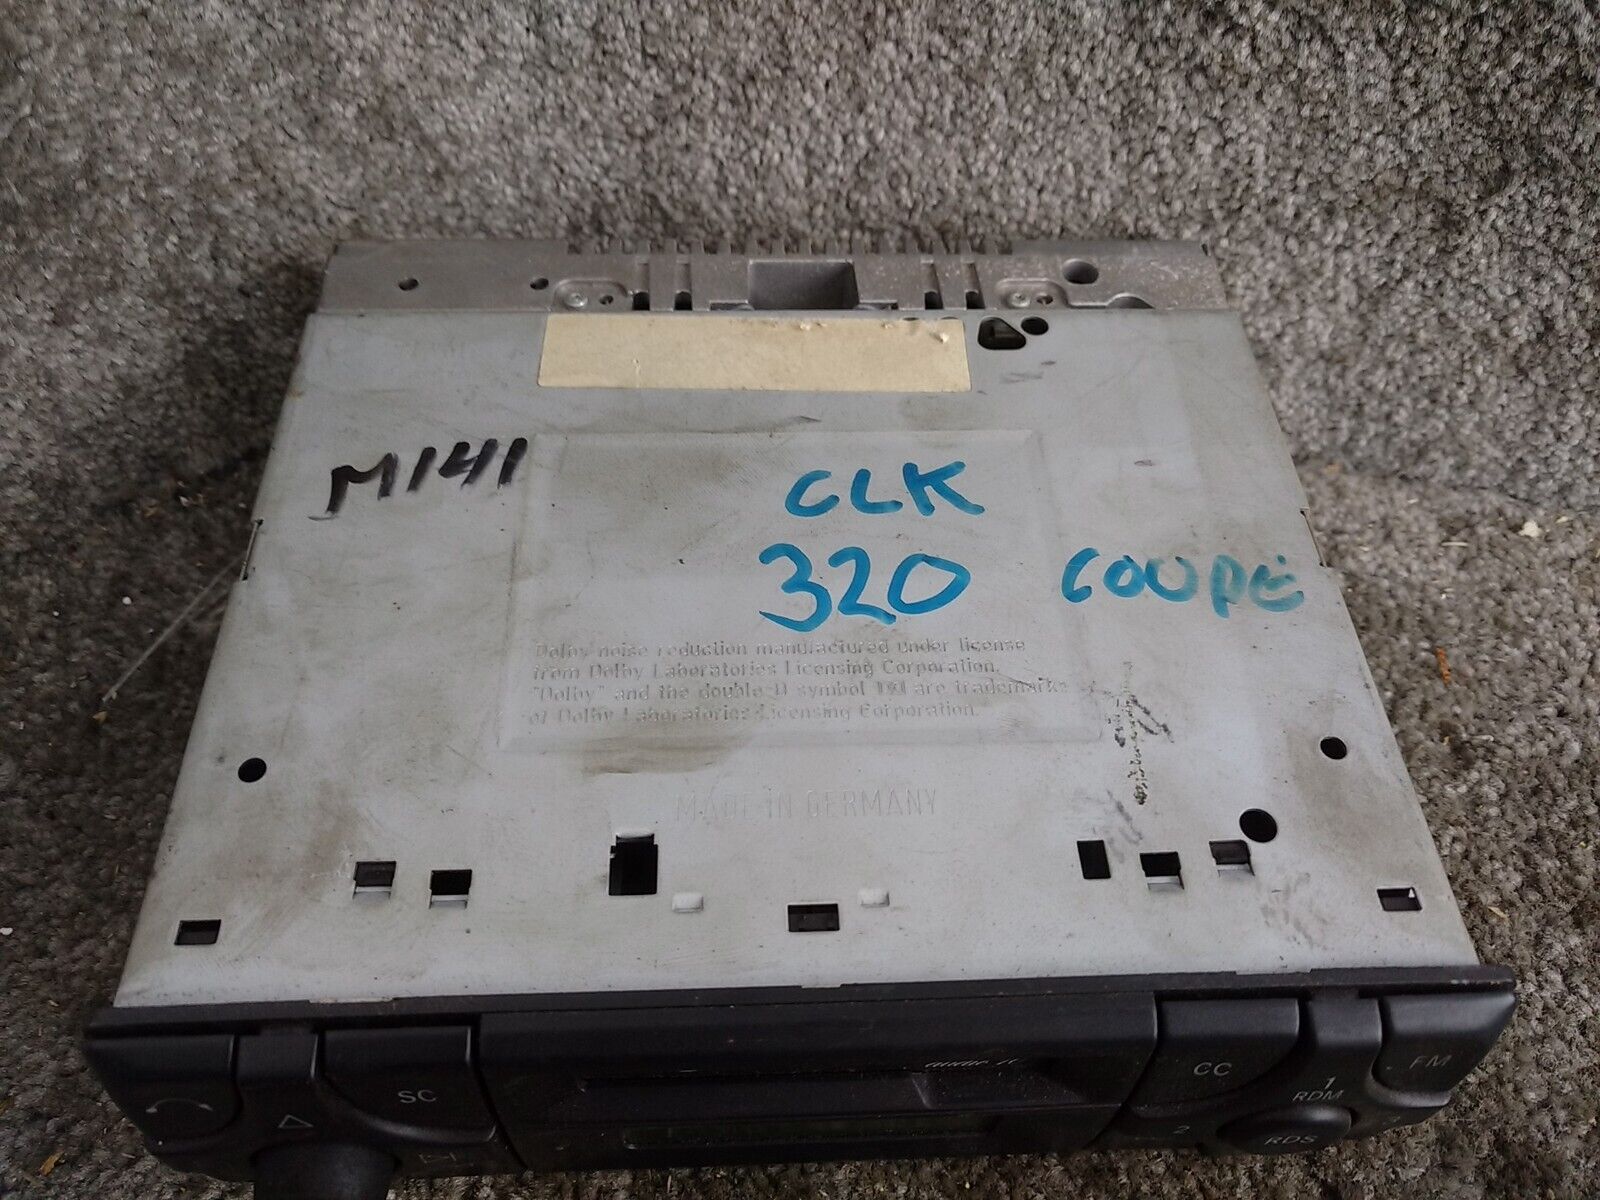 M141
CLK
320 COUPE
Dolby noise reduction manufactured under license
from Dolby Laboratories Licensing Corporation.
"Dolby" and the double-D symbol are trademarks
of Dolby Laboratories Licensing Corporation.
MADE IN GERMANY
SC
CC
FM
1
RDM
2
RDS